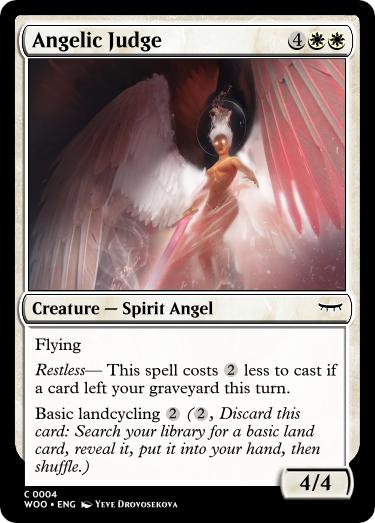 Angelic Judge 4
Creature — Spirit Angel
Flying
Restless— This spell costs 2 less to cast if
a card left your graveyard this turn.
Basic landcycling 2 (2, Discard this
card: Search your library for a basic land
card, reveal it, put it into your hand, then
shuffle.)
4/4
C 0004
WOO • ENG Yeve Drovosekova